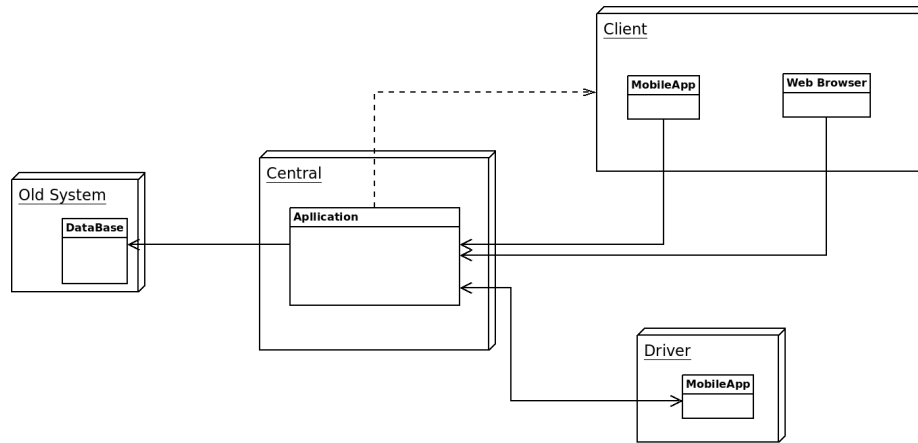 Client
MobileApp
Web Browser
Central
Old System
Apllication
DataBase
Driver
MobileApp